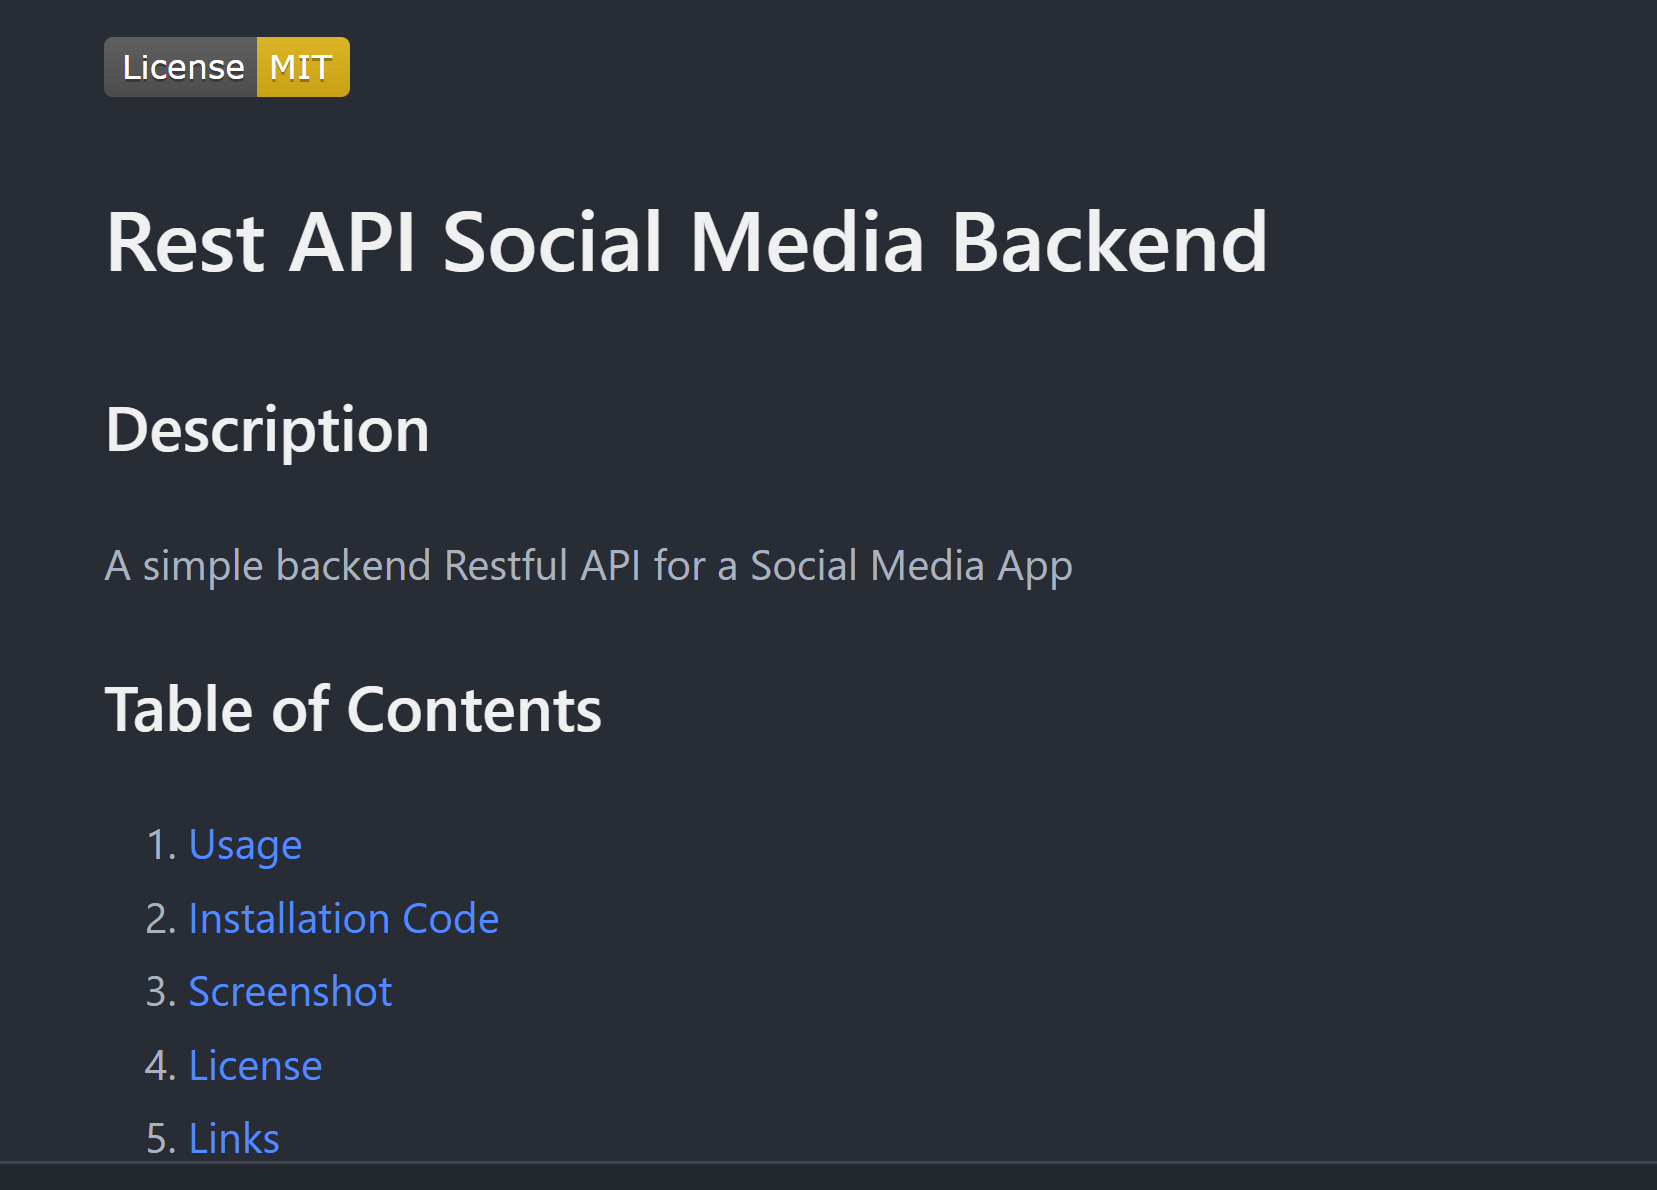 License MIT
Rest API Social Media Backend
Description
A simple backend Restful API for a Social Media App
Table of Contents
1. Usage
2. Installation Code
3. Screenshot
4. License
5. Links